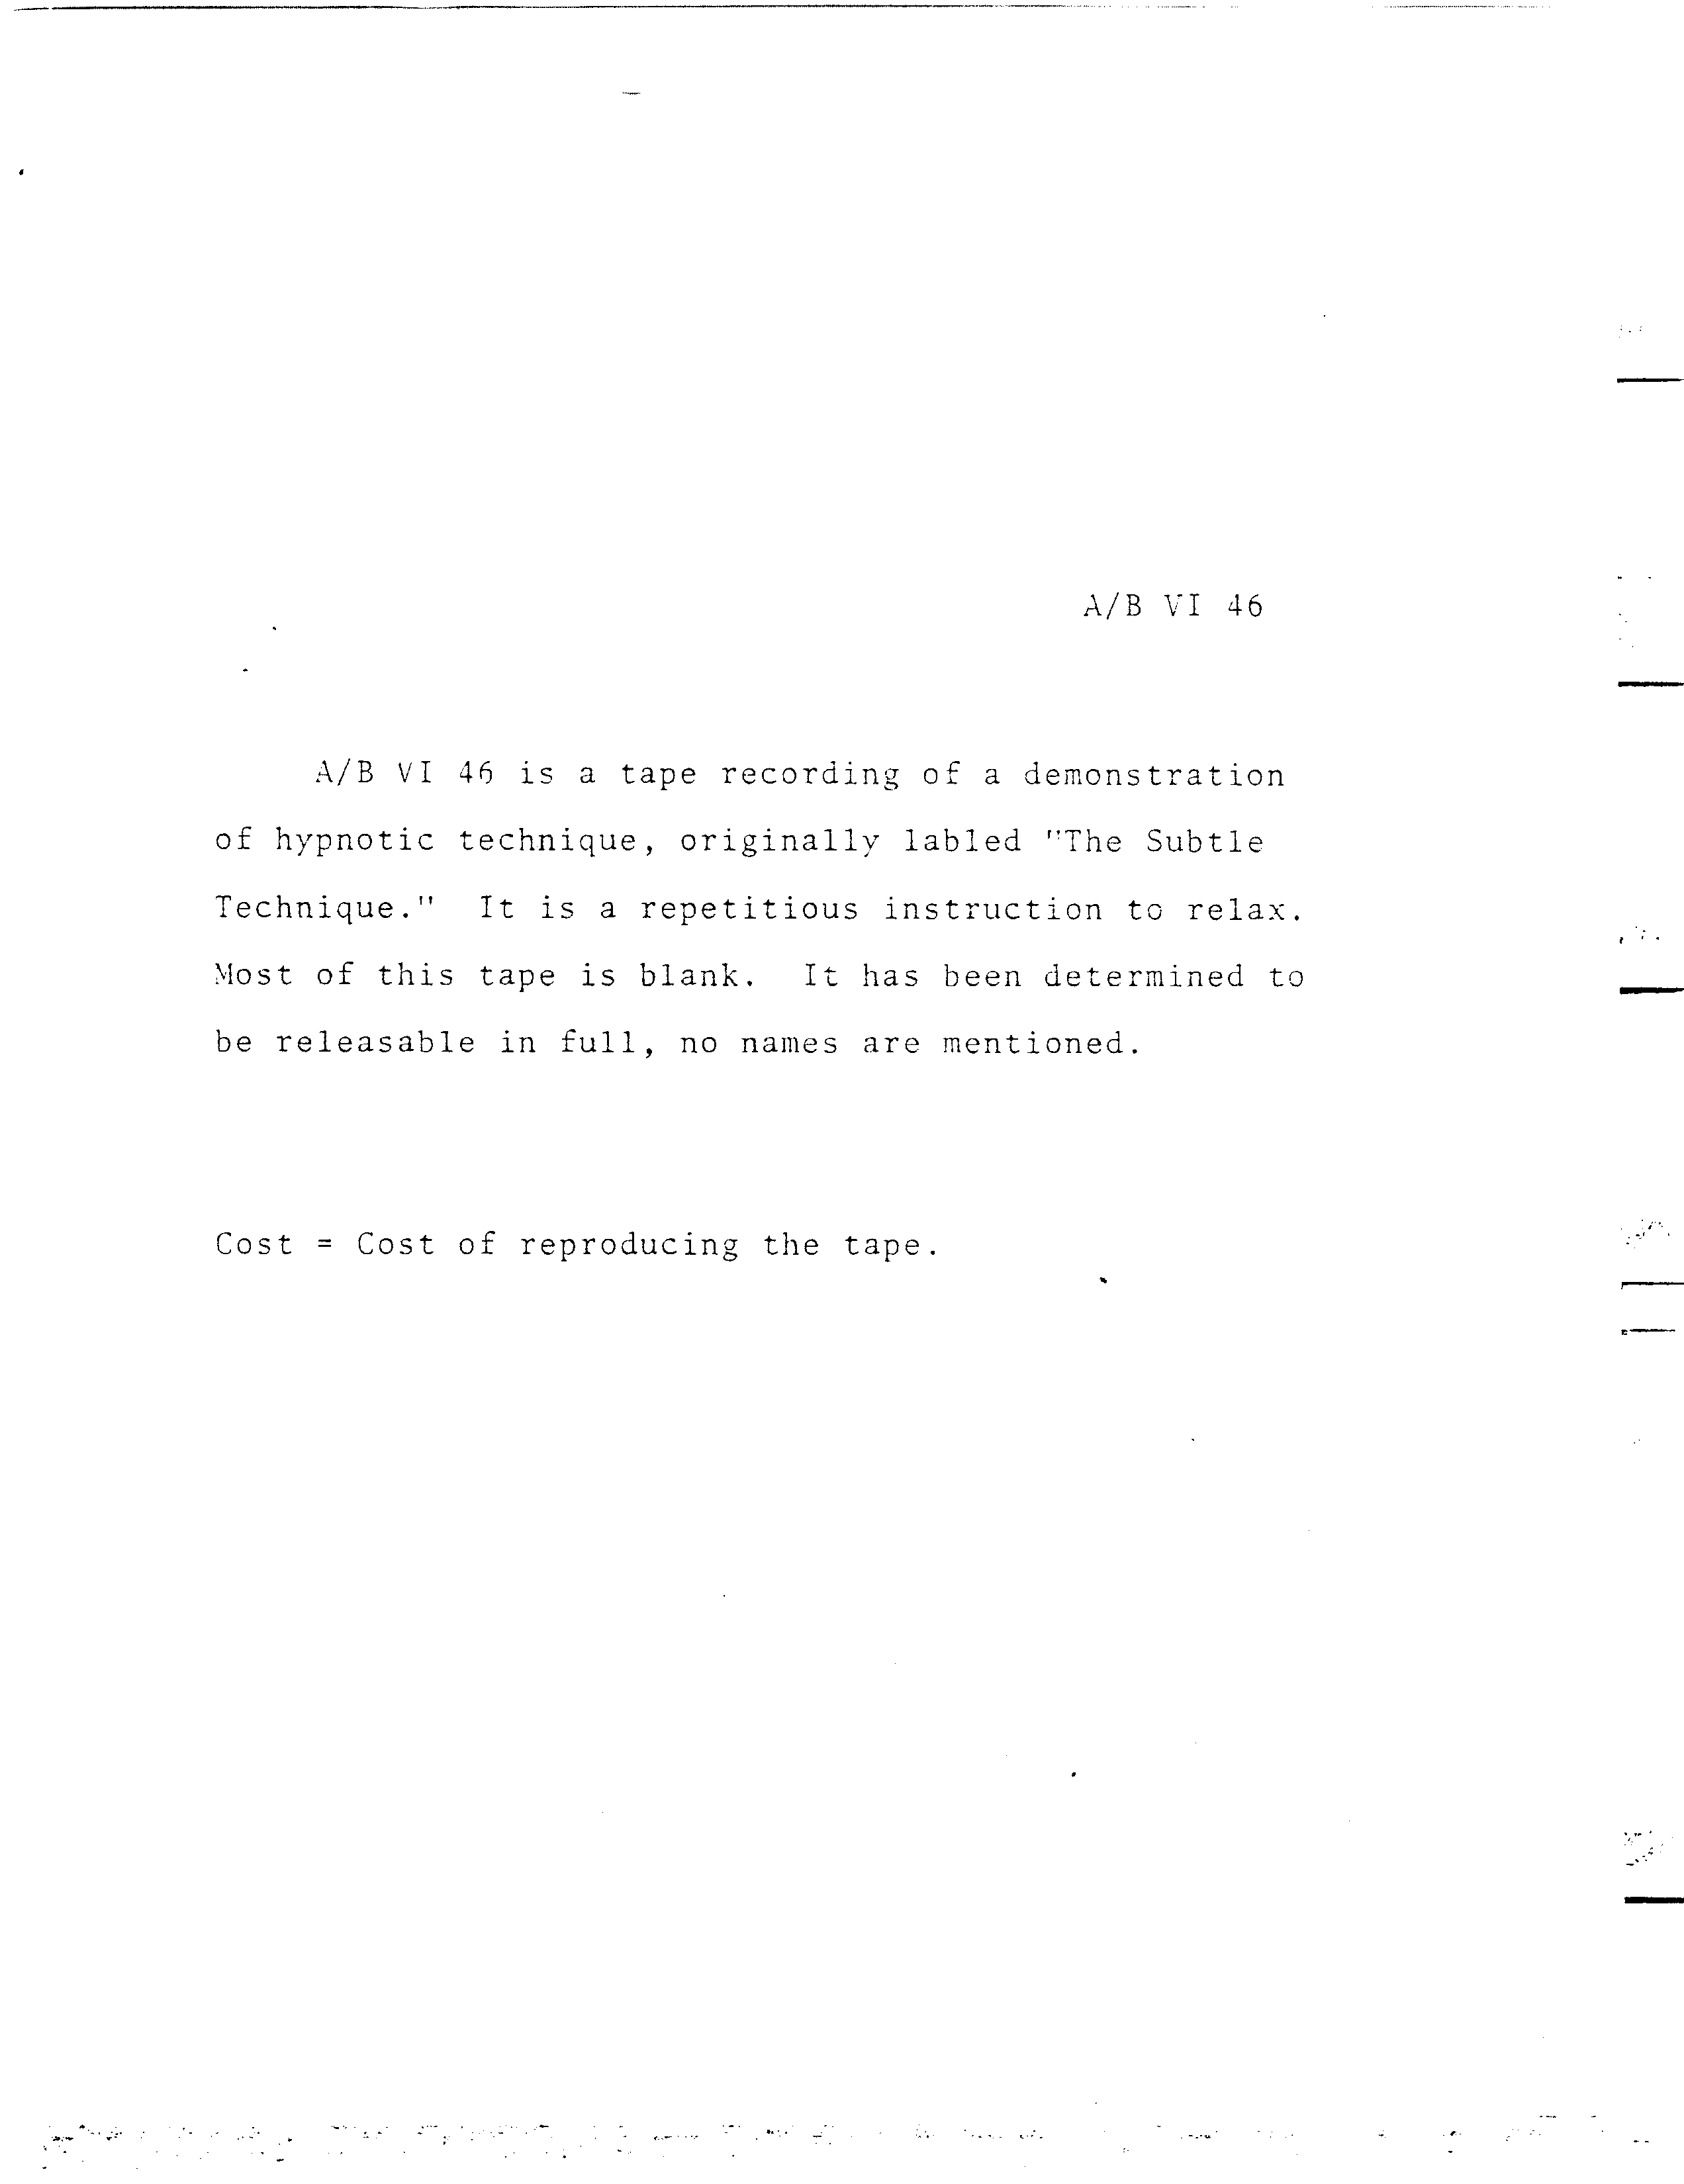 A/B VI 46
A/B VI 46 is a tape recording of a demonstration
of hypnotic technique, originally labled "The Subtle
Technique." It is a repetitious instruction to relax.
Most of this tape is blank. It has been determined to
be releasable in full, no names are mentioned.
Cost = Cost of reproducing the tape.